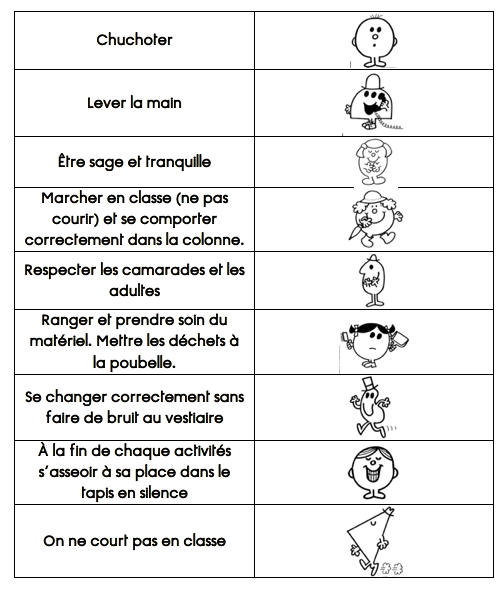 Chuchoter
Lever la main
Être sage et tranquille
Marcher en classe (ne pas
courir) et se comporter
correctement dans la colonne.
Respecter les camarades et les
adultes
Ranger et prendre soin du
matériel. Mettre les déchets à
la poubelle.
Se changer correctement sans
faire de bruit au vestiaire
À la fin de chaque activités
s'asseoir à sa place dans le
tapis en silence
On ne court pas en classe